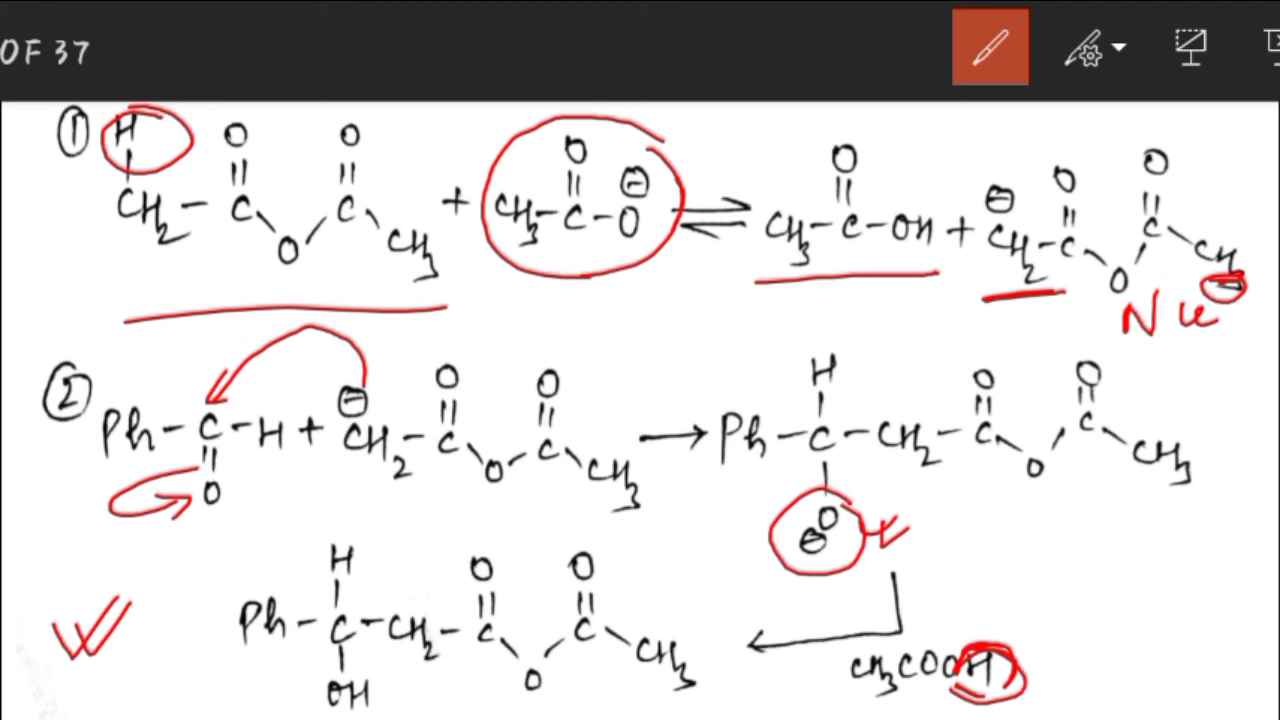 OF 37
① H
O O O O O O
CH₂ - C O C CH₃ + CH₃ - C - O ⊖ ⇌ CH₃ - C - OH + ⊖ CH₂ - C O C CH₃
Nu ⊖
② Ph - C - H + ⊖ CH₂ - C O C CH₃ → Ph - C - CH₂ - C O C CH₃
O O O H O O
O ⊖
H O O
Ph - C - CH₂ - C O C CH₃
OH
CH₃COOH